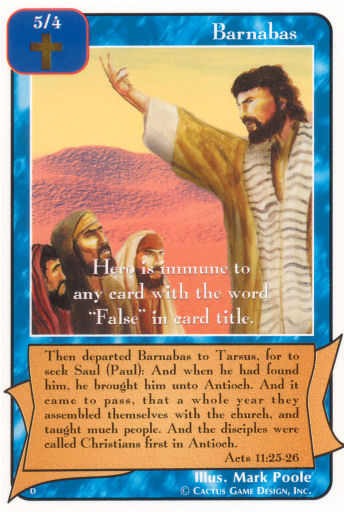 5/4
Barnabas
Hero is immune to
any card with the word
"False" in card title.
Then departed Barnabas to Tarsus, for to
seek Saul (Paul): And when he had found
him, he brought him unto Antioch. And it
came to pass, that a whole year they
assembled themselves with the church, and
taught much people. And the disciples were
called Christians first in Antioch.
Acts 11:25-26
D
Illus. Mark Poole
© Cactus Game Design, Inc.